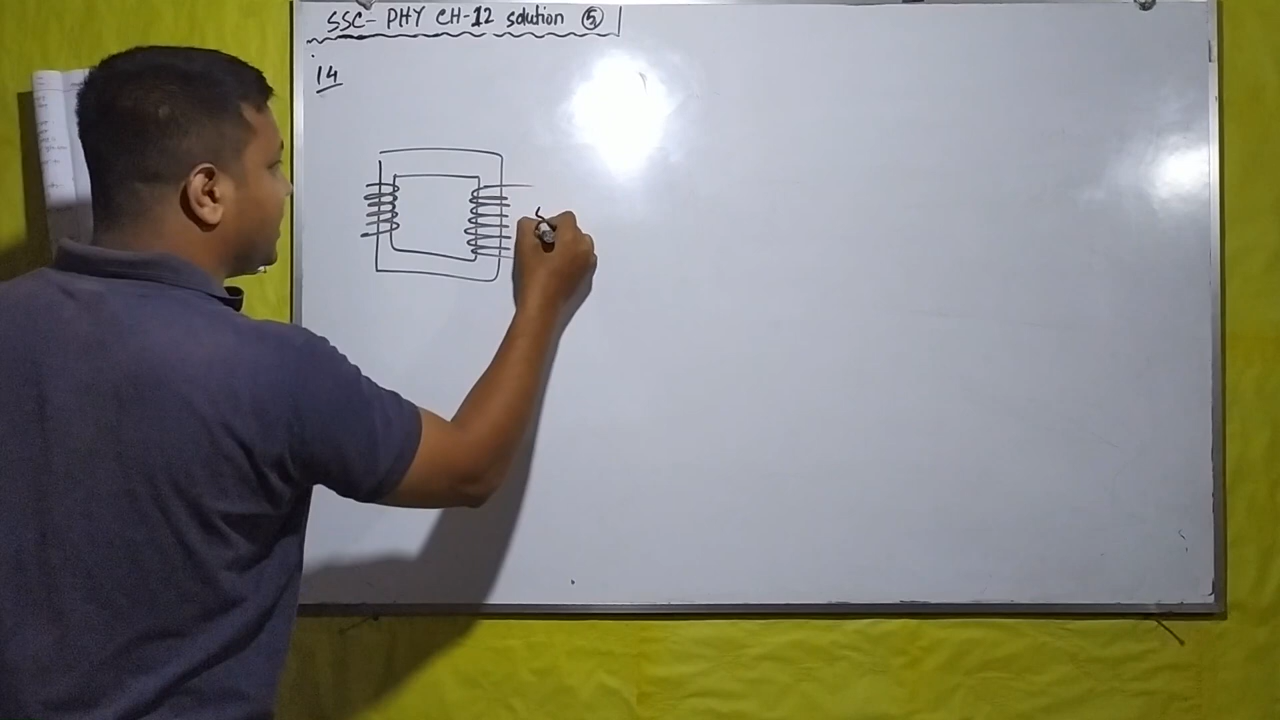 SSC- PHY CH-12 solution ⑤
14